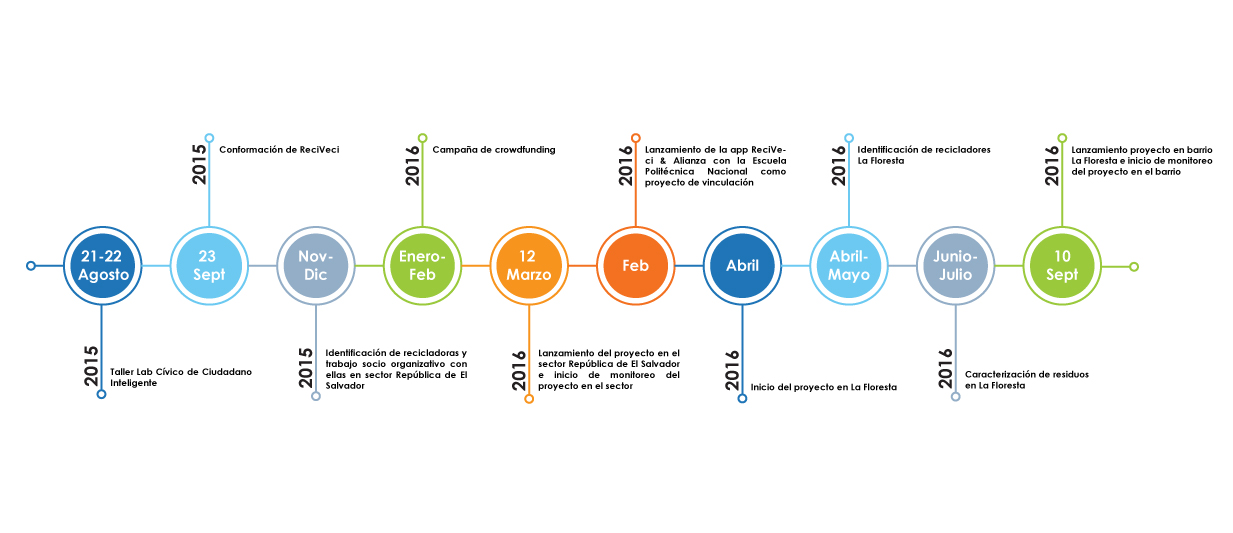 21-22
Agosto
2015
Taller Lab Cívico de Ciudadano
Inteligente
23
Sept
2015
Conformación de ReciVeci
Nov-
Dic
2015
Identificación de recicladoras y
trabajo socio organizativo con
ellas en sector República de El
Salvador
Enero-
Feb
2016
Campaña de crowdfunding
12
Marzo
2016
Lanzamiento del proyecto en el
sector República de El Salvador
e inicio de monitoreo del
proyecto en el sector
Feb
2016
Lanzamiento de la app ReciVe-
ci & Alianza con la Escuela
Politécnica Nacional como
proyecto de vinculación
Abril
2016
Inicio del proyecto en La Floresta
Abril-
Mayo
2016
Identificación de recicladores
La Floresta
Junio-
Julio
2016
Caracterización de residuos
en La Floresta
10
Sept
2016
Lanzamiento proyecto en barrio
La Floresta e inicio de monitoreo
del proyecto en el barrio